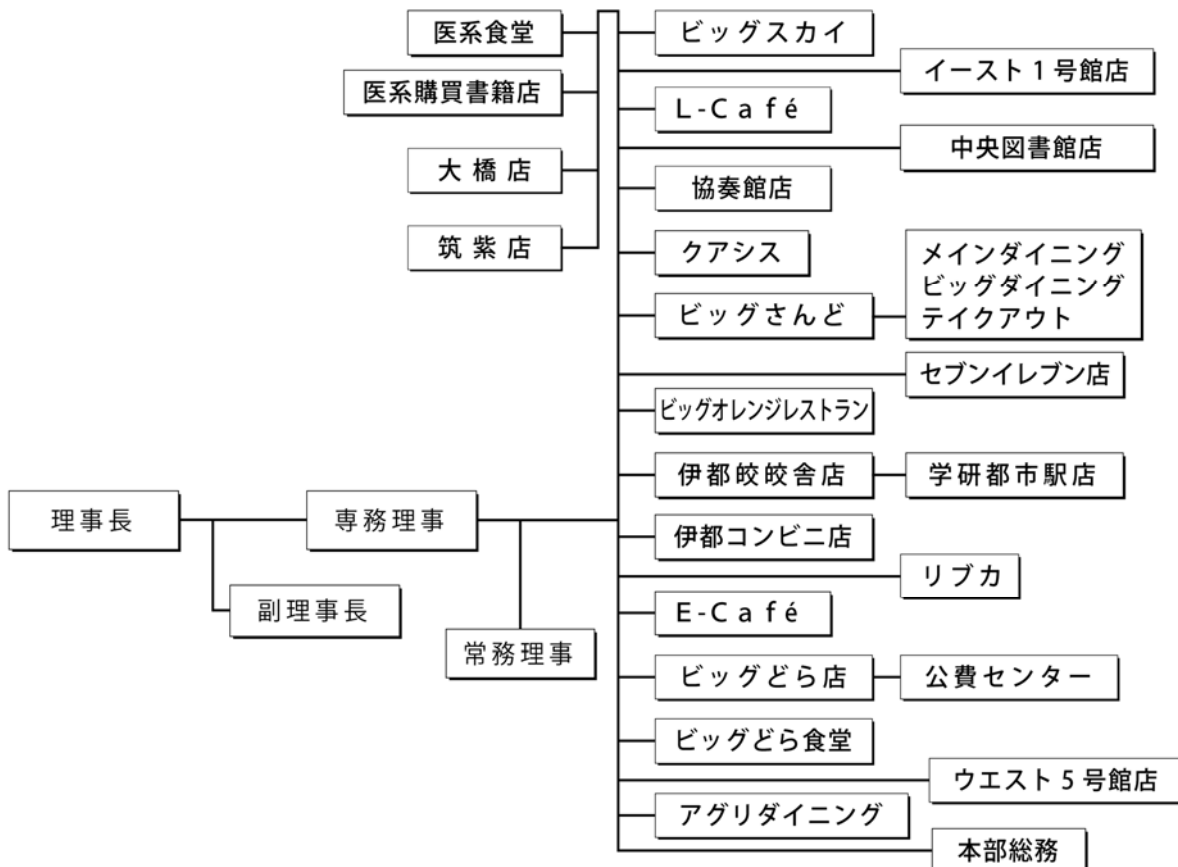 医系食堂
医系購買書籍店
大橋店
筑紫店
ビッグスカイ
イースト1号館店
L-Café
中央図書館店
協奏館店
クアシス
ビッグさんど
メインダイニング
ビッグダイニング
テイクアウト
セブンイレブン店
ビッグオレンジレストラン
伊都皎皎舎店
学研都市駅店
理事長
専務理事
伊都コンビニ店
リブカ
副理事長
E-Café
常務理事
ビッグどら店
公費センター
ビッグどら食堂
ウエスト5号館店
アグリダイニング
本部総務